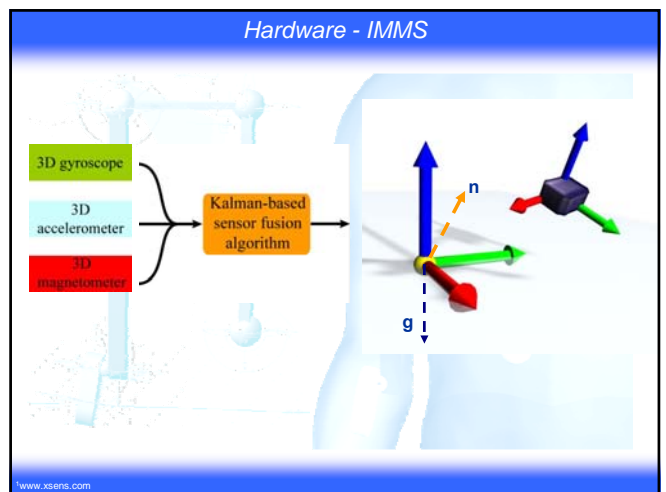 Hardware - IMMS
3D gyroscope
3D
accelerometer
3D
magnetometer
Kalman-based
sensor fusion
algorithm
n
g
¹www.xsens.com